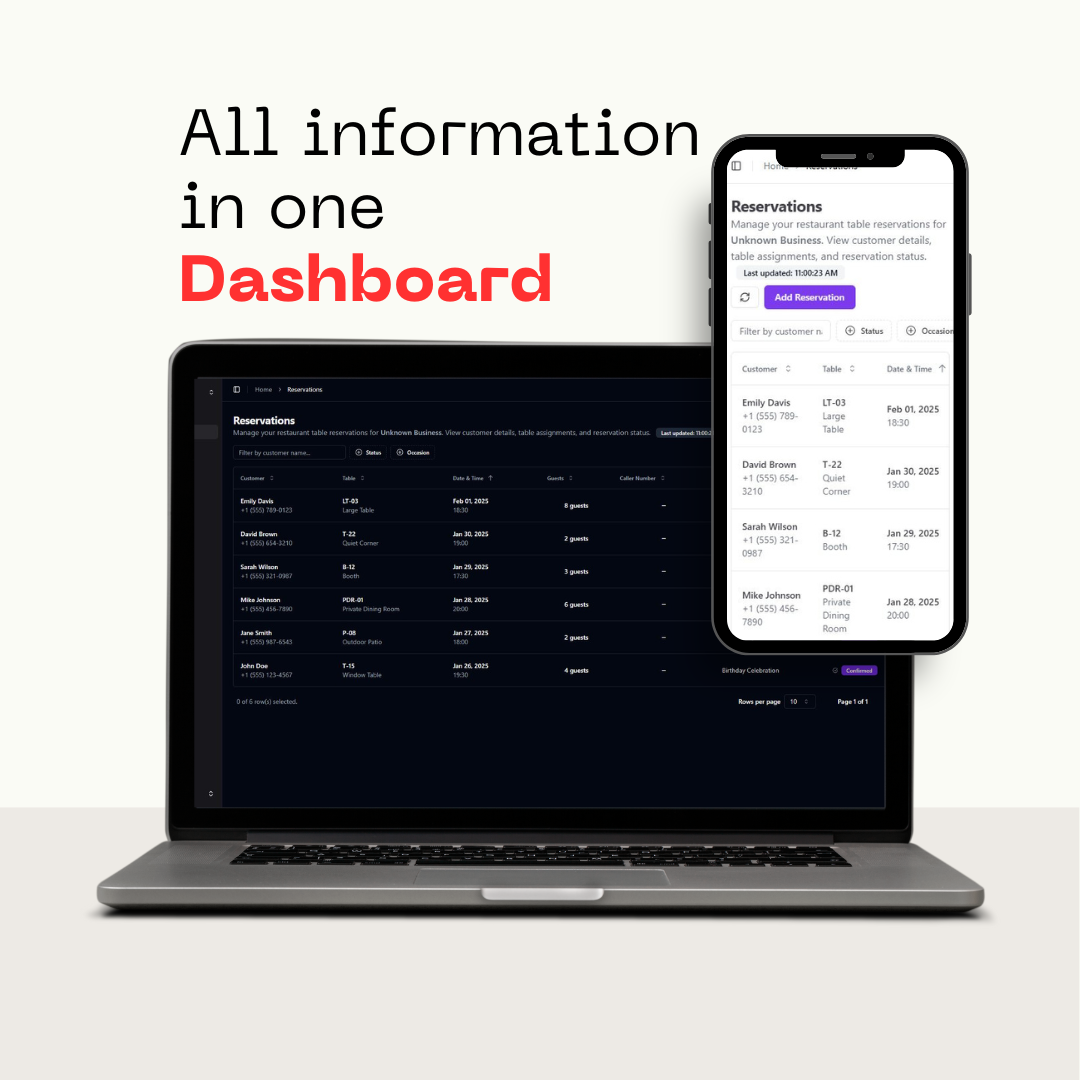 All information
in one
Dashboard
Home > Reservations
Reservations
Manage your restaurant table reservations for
Unknown Business. View customer details,
table assignments, and reservation status.
Last updated: 11:00:23 AM
Add Reservation
Filter by customer n. Status Occasion
Customer Table Date & Time
Emily Davis
+1 (555) 789-
0123
LT-03
Large
Table
Feb 01, 2025
18:30
David Brown
+1 (555) 654-
3210
T-22
Quiet
Corner
Jan 30, 2025
19:00
Sarah Wilson
+1 (555) 321-
0987
B-12
Booth
Jan 29, 2025
17:30
Mike Johnson
+1 (555) 456-
7890
PDR-01
Private
Dining
Room
Jan 28, 2025
20:00
Home > Reservations
Reservations
Manage your restaurant table reservations for Unknown Business. View customer details, table assignments, and reservation status. Last updated: 11:00:2
Filter by customer name... Status Occasion
Customer Table Date & Time Guests Caller Number
Emily Davis LT-03 Feb 01, 2025
+1 (555) 789-0123 Large Table 18:30
8 guests –
David Brown T-22 Jan 30, 2025
+1 (555) 654-3210 Quiet Corner 19:00
2 guests –
Sarah Wilson B-12 Jan 29, 2025
+1 (555) 321-0987 Booth 17:30
3 guests –
Mike Johnson PDR-01 Jan 28, 2025
+1 (555) 456-7890 Private Dining Room 20:00
6 guests –
Jane Smith P-08 Jan 27, 2025
+1 (555) 987-6543 Outdoor Patio 18:00
2 guests –
John Doe T-15 Jan 26, 2025
+1 (555) 123-4567 Window Table 19:30
4 guests – Birthday Celebration Confirmed
0 of 6 row(s) selected. Rows per page 10 Page 1 of 1